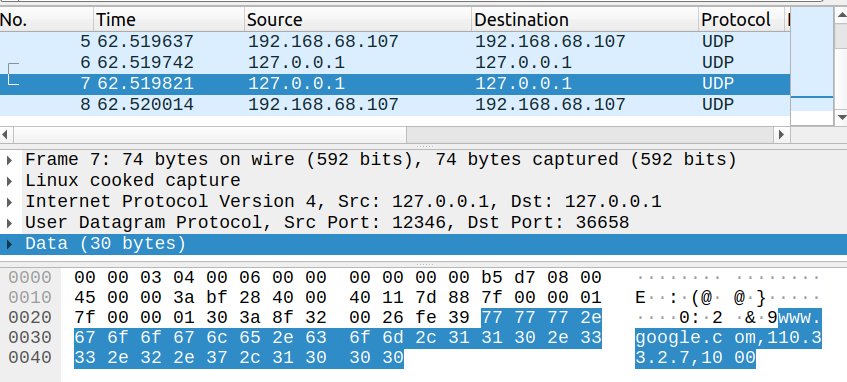 No. Time Source Destination Protocol
5 62.519637 192.168.68.107 192.168.68.107 UDP
6 62.519742 127.0.0.1 127.0.0.1 UDP
7 62.519821 127.0.0.1 127.0.0.1 UDP
8 62.520014 192.168.68.107 192.168.68.107 UDP
Frame 7: 74 bytes on wire (592 bits), 74 bytes captured (592 bits)
Linux cooked capture
Internet Protocol Version 4, Src: 127.0.0.1, Dst: 127.0.0.1
User Datagram Protocol, Src Port: 12346, Dst Port: 36658
Data (30 bytes)
0000 00 00 03 04 00 06 00 00 00 00 00 00 b5 d7 08 00 ········ ········
0010 45 00 00 3a bf 28 40 00 40 11 7d 88 7f 00 00 01 E··:·(@· @·}·····
0020 7f 00 00 01 30 3a 8f 32 00 26 fe 39 77 77 77 2e ····0:·2 ·&·9www.
0030 67 6f 6f 67 6c 65 2e 63 6f 6d 2c 31 31 30 2e 33 google.c om,110.3
0040 33 2e 32 2e 37 2c 31 30 30 30 3.2.7,10 00